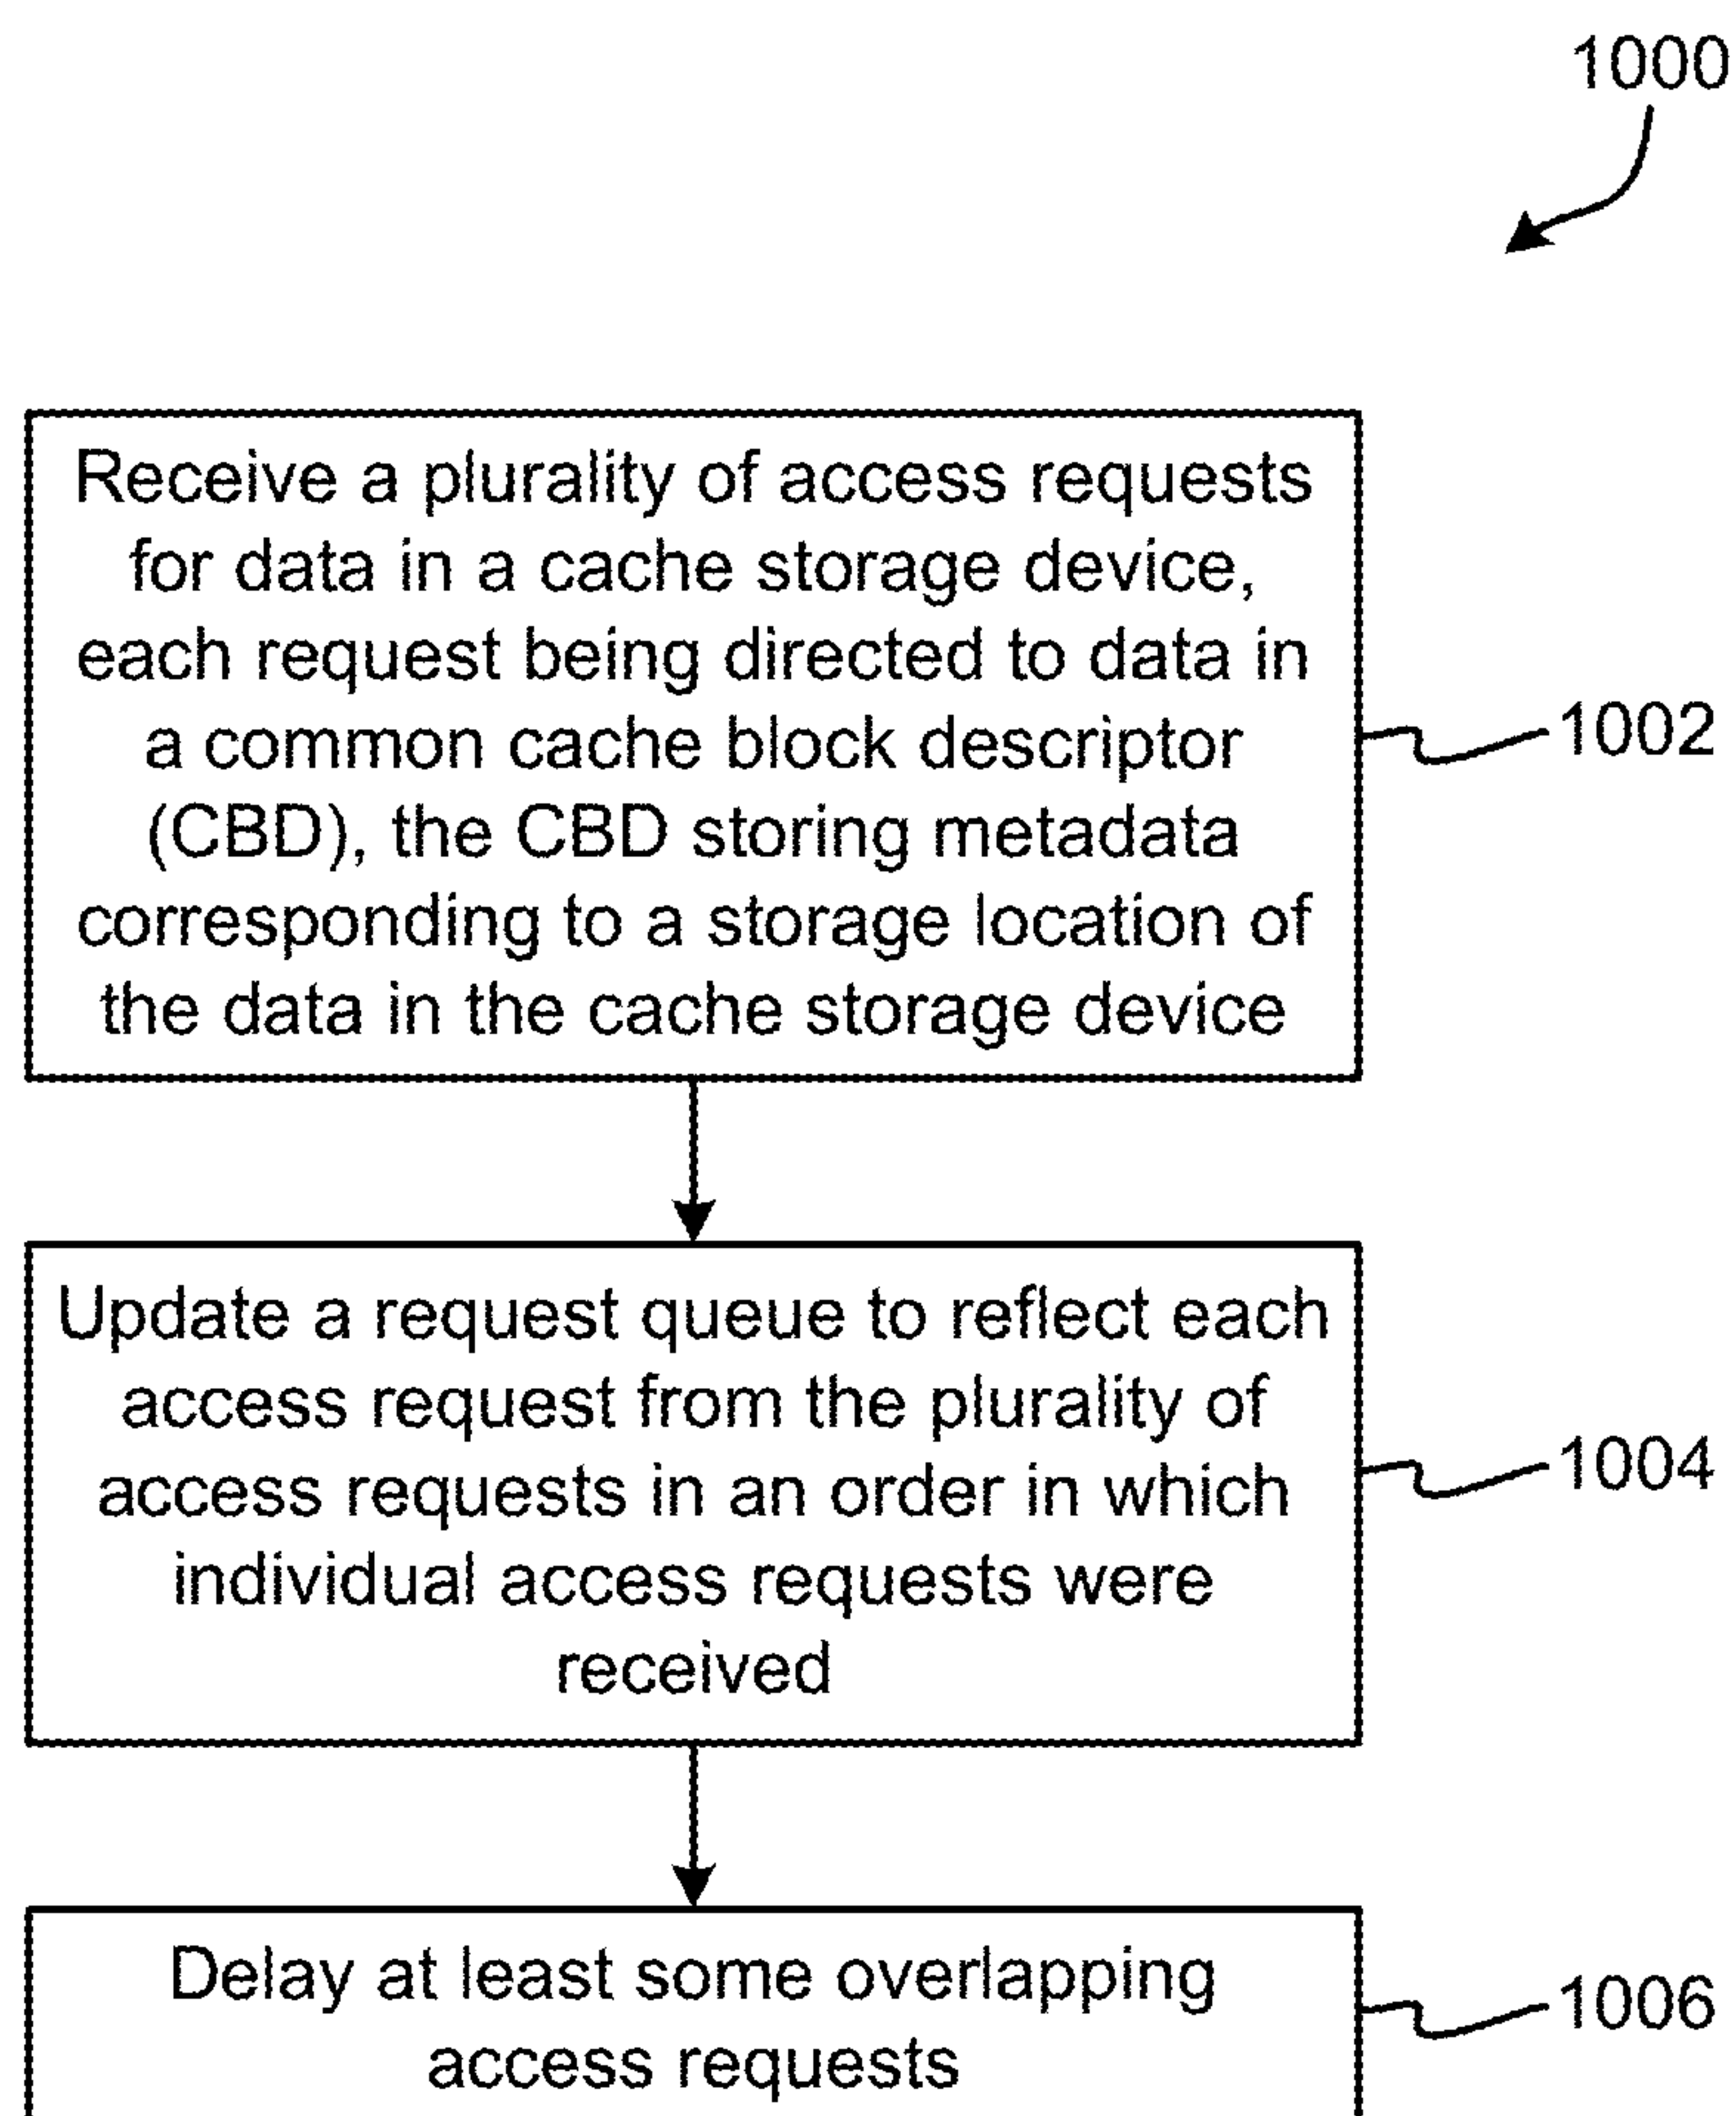 1000
Receive a plurality of access requests
for data in a cache storage device,
each request being directed to data in
a common cache block descriptor
(CBD), the CBD storing metadata
corresponding to a storage location of
the data in the cache storage device
1002
Update a request queue to reflect each
access request from the plurality of
access requests in an order in which
individual access requests were
received
1004
Delay at least some overlapping
access requests
1006